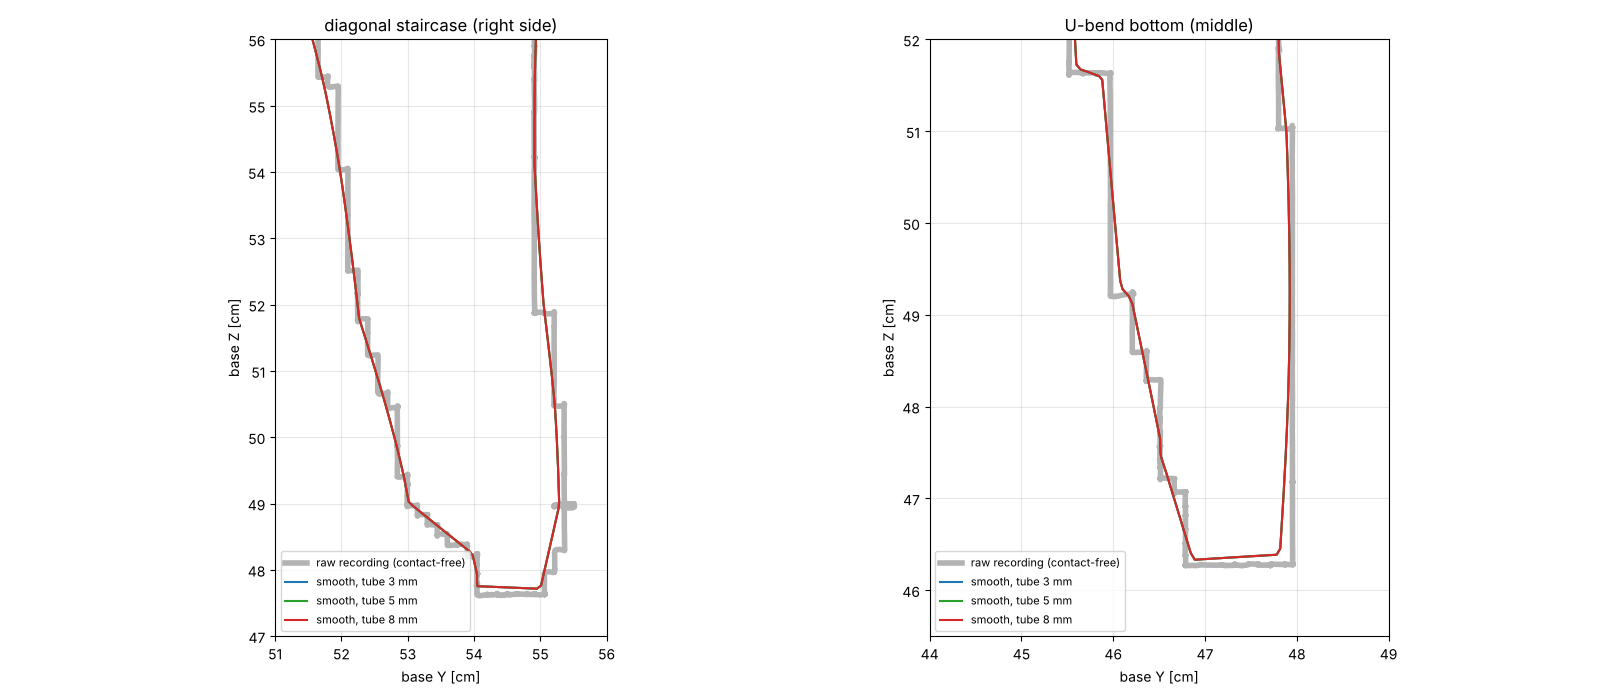 diagonal staircase (right side)
56
55
54
53
52
51
50
49
48
47
base Z [cm]
raw recording (contact-free)
smooth, tube 3 mm
smooth, tube 5 mm
smooth, tube 8 mm
51 52 53 54 55 56
base Y [cm]
U-bend bottom (middle)
52
51
50
49
48
47
46
base Z [cm]
raw recording (contact-free)
smooth, tube 3 mm
smooth, tube 5 mm
smooth, tube 8 mm
44 45 46 47 48 49
base Y [cm]